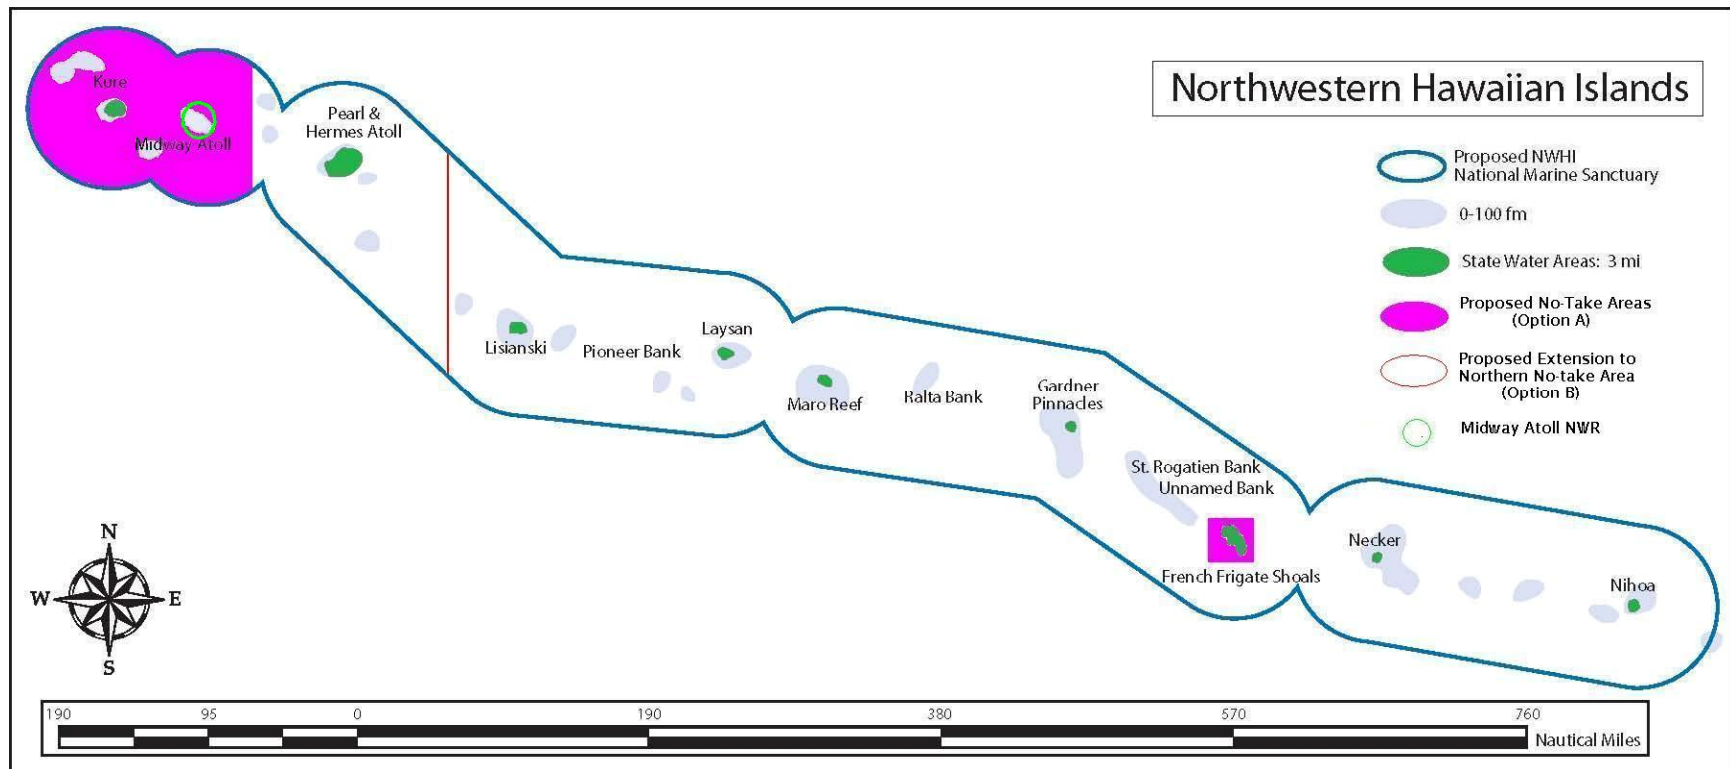 Northwestern Hawaiian Islands
Kure
Midway Atoll
Pearl &
Hermes Atoll
Lisianski
Pioneer Bank
Laysan
Maro Reef
Ralta Bank
Gardner
Pinnacles
St. Rogatien Bank
Unnamed Bank
French Frigate Shoals
Necker
Nihoa
Proposed NWHI
National Marine Sanctuary
0-100 fm
State Water Areas: 3 mi
Proposed No-Take Areas
(Option A)
Proposed Extension to
Northern No-take Area
(Option B)
Midway Atoll NWR
N
W E
S
190 95 0 190 380 570 760
Nautical Miles